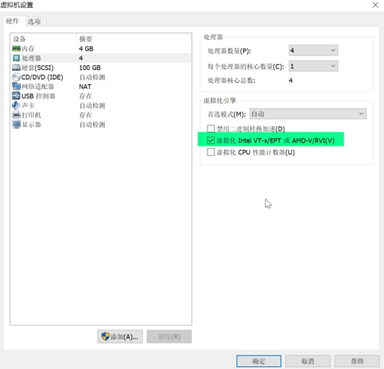 虚拟机设置
硬件 选项
设备 摘要
内存 4 GB
处理器 4
硬盘(SCSI) 100 GB
CD/DVD (IDE) 自动检测
网络适配器 NAT
USB 控制器 存在
声卡 自动检测
打印机 存在
显示器 自动检测
添加(A)... 移除(R)
处理器
处理器数量(P): 4
每个处理器的核心数量(C): 1
处理器核心总数: 4
虚拟化引擎
首选模式(M): 自动
禁用二进制转换加速(D)
虚拟化 Intel VT-x/EPT 或 AMD-V/RVI(V)
虚拟化 CPU 性能计数器(U)
确定 取消 帮助